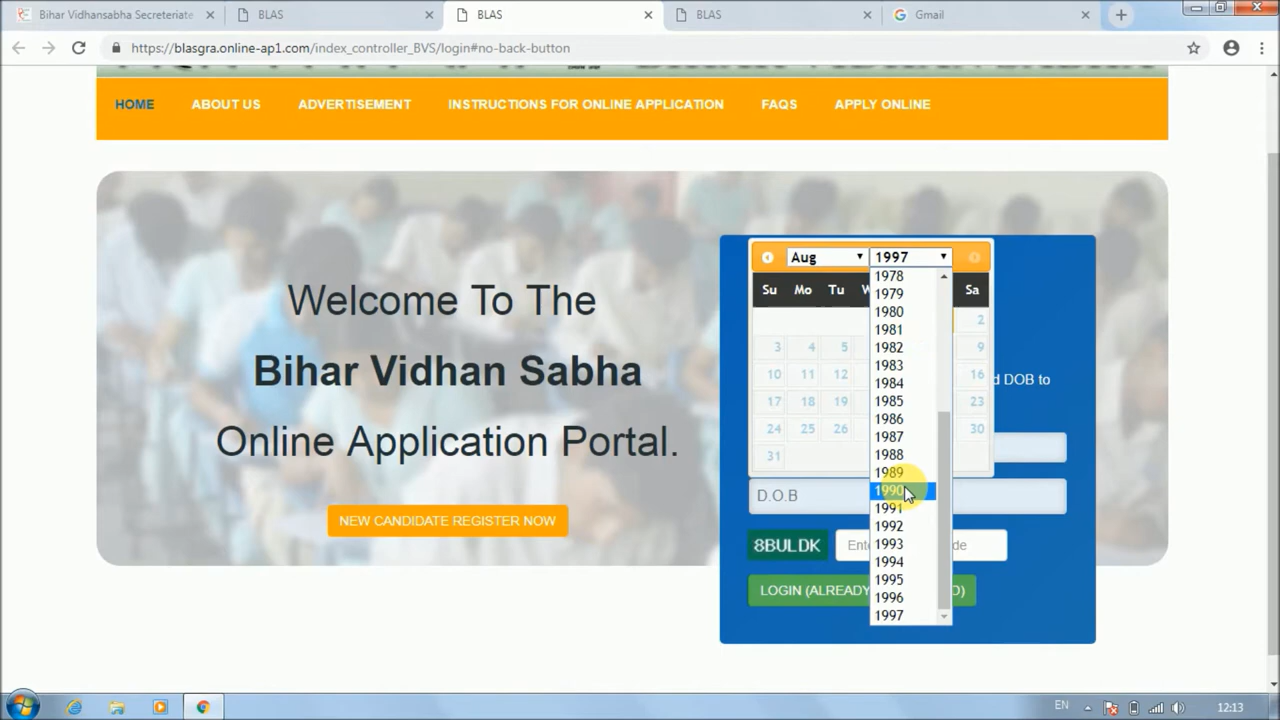 Bihar Vidhansabha Secreteriate
BLAS
BLAS
BLAS
Gmail
https://blasgra.online-ap1.com/index_controller_BVS/login#no-back-button
HOME
ABOUT US
ADVERTISEMENT
INSTRUCTIONS FOR ONLINE APPLICATION
FAQS
APPLY ONLINE
Welcome To The
Bihar Vidhan Sabha
Online Application Portal.
NEW CANDIDATE REGISTER NOW
Aug
1997
Su Mo Tu W Sa
2
3 4 5 9
10 11 12 16
17 18 19 23
24 25 26 30
31
1978
1979
1980
1981
1982
1983
1984
1985
1986
1987
1988
1989
1990
1991
1992
1993
1994
1995
1996
1997
d DOB to
D.O.B
8BULDK
Ente de
LOGIN (ALREADY D)
EN
12:13